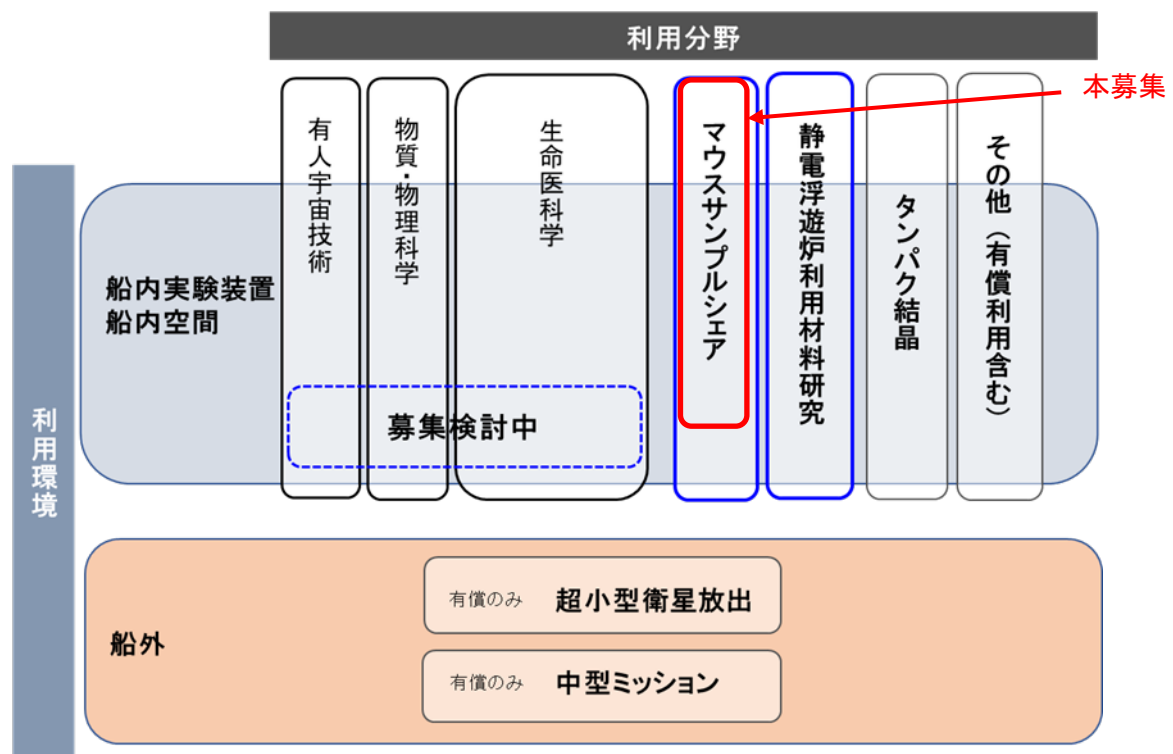 利用分野
本募集
有人宇宙技術
物質・物理科学
生命医科学
マウスサンプルシェア
静電浮遊炉利用材料研究
タンパク結晶
その他（有償利用含む）
利用環境
船内実験装置
船内空間
募集検討中
船外
有償のみ 超小型衛星放出
有償のみ 中型ミッション